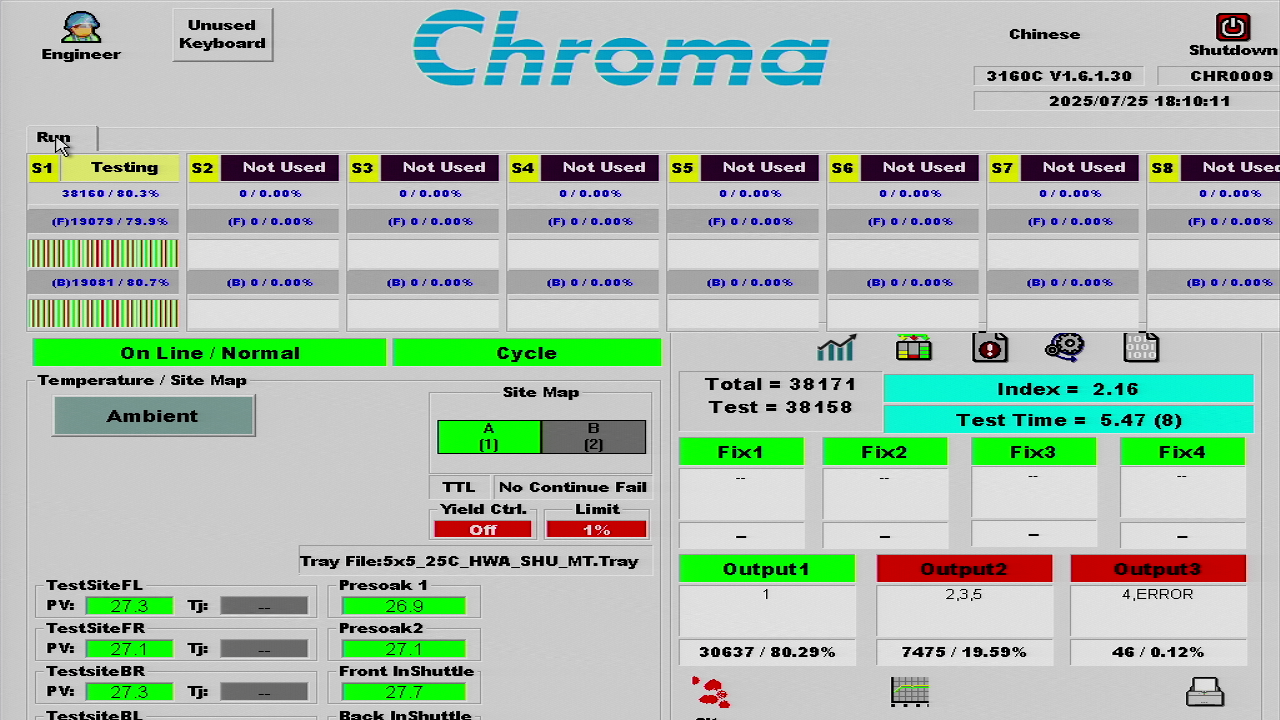 Engineer
Unused
Keyboard
Chroma
Chinese
Shutdown
3160C V1.6.1.30
CHR0009
2025/07/25 18:10:11
Run
S1 Testing S2 Not Used S3 Not Used S4 Not Used S5 Not Used S6 Not Used S7 Not Used S8
38160 / 80.3% 0 / 0.00% 0 / 0.00% 0 / 0.00% 0 / 0.00% 0 / 0.00% 0 / 0.00% 0 / 0.00%
(F)19079 / 79.9% (F) 0 / 0.00% (F) 0 / 0.00% (F) 0 / 0.00% (F) 0 / 0.00% (F) 0 / 0.00% (F) 0 / 0.00% (F) 0 / 0.00%
(B)19081 / 80.7% (B) 0 / 0.00% (B) 0 / 0.00% (B) 0 / 0.00% (B) 0 / 0.00% (B) 0 / 0.00% (B) 0 / 0.00% (B) 0 / 0.00%
On Line / Normal
Cycle
Temperature / Site Map
Ambient
Site Map
A B
(1) (2)
TTL No Continue Fail
Yield Ctrl. Limit
Off 1%
Tray File:5x5_25C_HWA_SHU_MT.Tray
TestSiteFL
PV: 27.3 Tj: --
TestSiteFR
PV: 27.1 Tj: --
TestsiteBR
PV: 27.3 Tj: --
TestsiteBL
Presoak 1
26.9
Presoak2
27.1
Front InShuttle
27.7
Back InShuttle
Total = 38171
Test = 38158
Index = 2.16
Test Time = 5.47 (8)
Fix1 Fix2 Fix3 Fix4
-- -- -- --
-- -- -- --
Output1 Output2 Output3
1 2,3,5 4,ERROR
30637 / 80.29% 7475 / 19.59% 46 / 0.12%